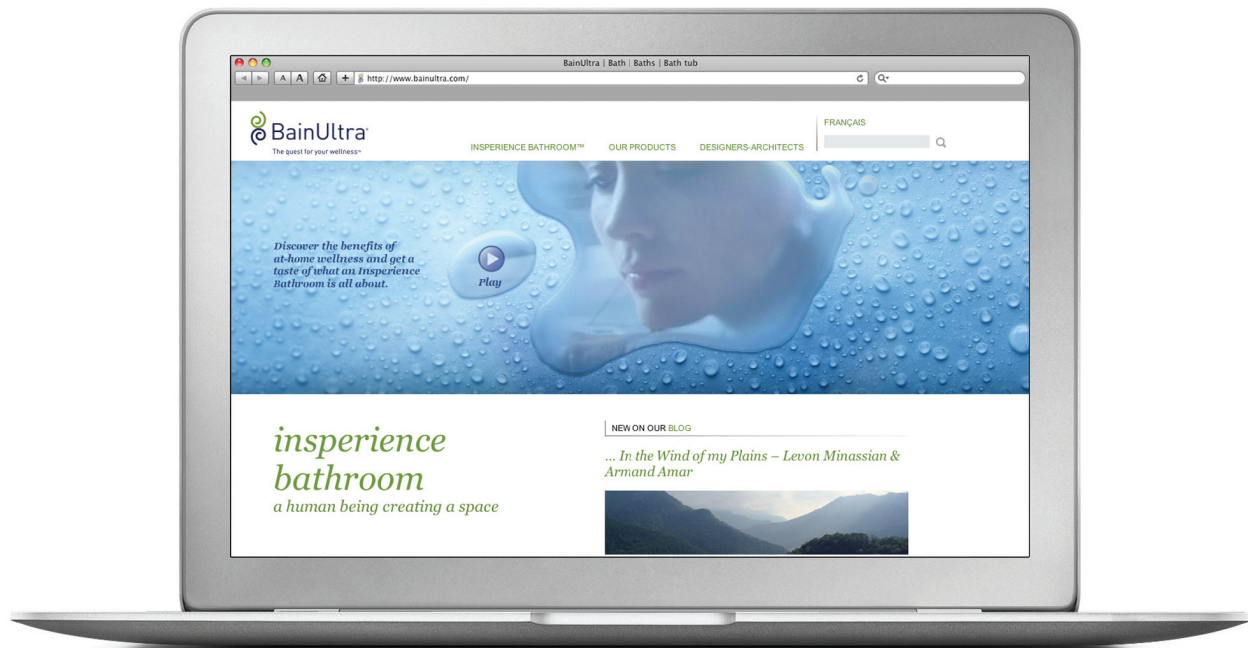 BainUltra | Bath | Baths | Bath tub
A A + http://www.bainultra.com/
BainUltra
The quest for your wellness™
FRANÇAIS
INSPERIENCE BATHROOM™ OUR PRODUCTS DESIGNERS-ARCHITECTS
Discover the benefits of
at-home wellness and get a
taste of what an Insperience
Bathroom is all about.
Play
insperience
bathroom
a human being creating a space
NEW ON OUR BLOG
... In the Wind of my Plains – Levon Minassian &
Armand Amar